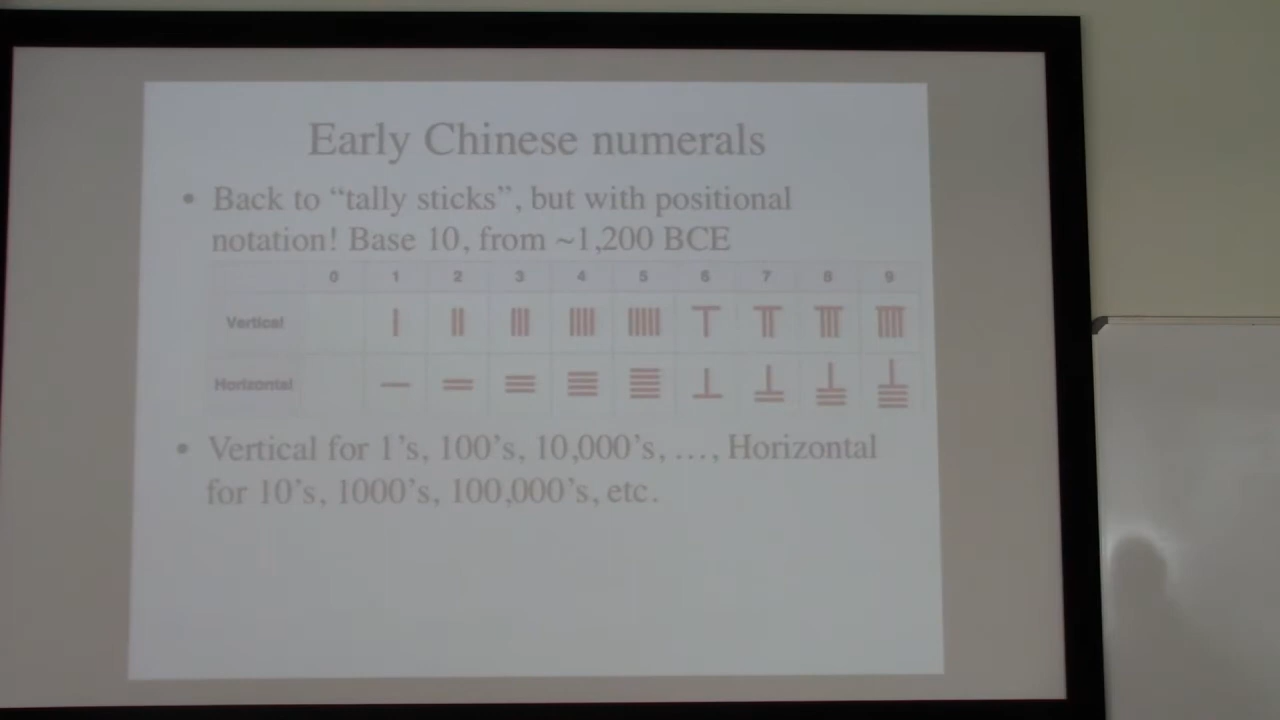 Early Chinese numerals
• Back to “tally sticks”, but with positional
notation! Base 10, from ~1,200 BCE
0 1 2 3 4 5 6 7 8 9
Vertical
Horizontal
• Vertical for 1’s, 100’s, 10,000’s, …, Horizontal
for 10’s, 1000’s, 100,000’s, etc.